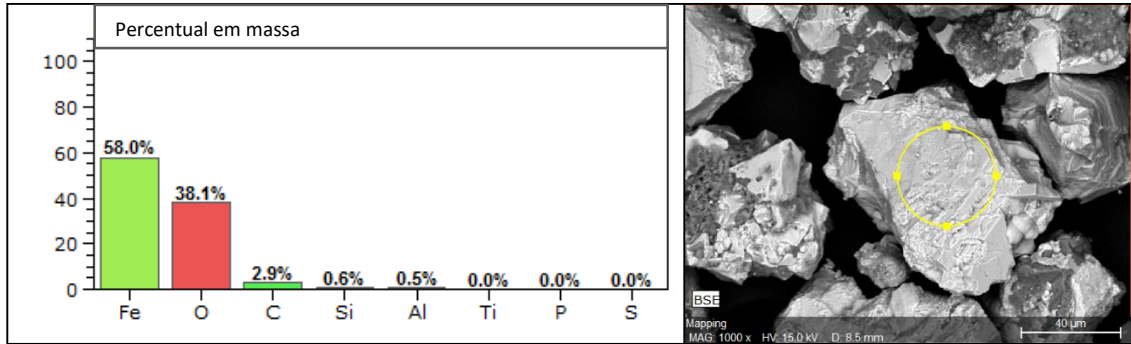 Percentual em massa
100
80
60
40
20
0
58.0%
38.1%
2.9%
0.6%
0.5%
0.0%
0.0%
0.0%
Fe O C Si Al Ti P S
BSE
Mapping
MAG: 1000 x HV: 15.0 kV D: 8.5 mm
40 µm